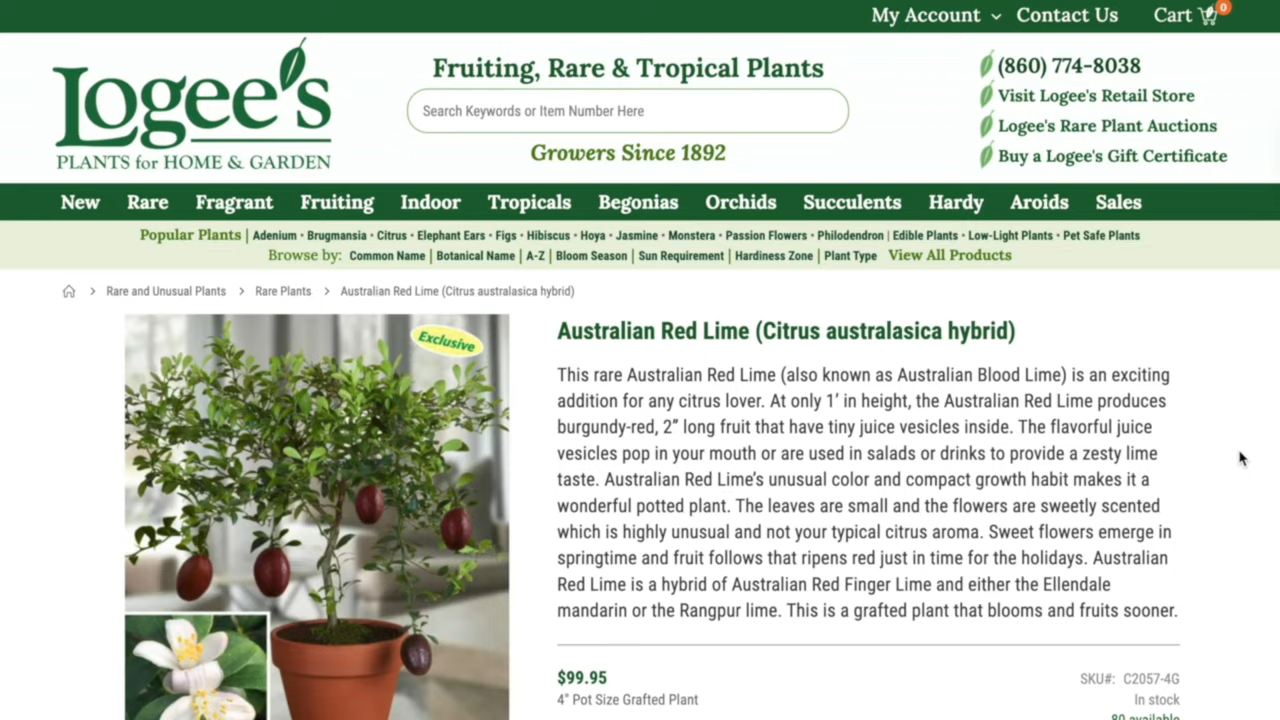 My Account Contact Us Cart 0
Logee's
PLANTS for HOME & GARDEN
Fruiting, Rare & Tropical Plants
Search Keywords or Item Number Here
Growers Since 1892
(860) 774-8038
Visit Logee's Retail Store
Logee's Rare Plant Auctions
Buy a Logee's Gift Certificate
New Rare Fragrant Fruiting Indoor Tropicals Begonias Orchids Succulents Hardy Aroids Sales
Popular Plants | Adenium • Brugmansia • Citrus • Elephant Ears • Figs • Hibiscus • Hoya • Jasmine • Monstera • Passion Flowers • Philodendron | Edible Plants • Low-Light Plants • Pet Safe Plants
Browse by: Common Name | Botanical Name | A-Z | Bloom Season | Sun Requirement | Hardiness Zone | Plant Type View All Products
> Rare and Unusual Plants > Rare Plants > Australian Red Lime (Citrus australasica hybrid)
Exclusive
Australian Red Lime (Citrus australasica hybrid)
This rare Australian Red Lime (also known as Australian Blood Lime) is an exciting
addition for any citrus lover. At only 1’ in height, the Australian Red Lime produces
burgundy-red, 2” long fruit that have tiny juice vesicles inside. The flavorful juice
vesicles pop in your mouth or are used in salads or drinks to provide a zesty lime
taste. Australian Red Lime’s unusual color and compact growth habit makes it a
wonderful potted plant. The leaves are small and the flowers are sweetly scented
which is highly unusual and not your typical citrus aroma. Sweet flowers emerge in
springtime and fruit follows that ripens red just in time for the holidays. Australian
Red Lime is a hybrid of Australian Red Finger Lime and either the Ellendale
mandarin or the Rangpur lime. This is a grafted plant that blooms and fruits sooner.
$99.95
4" Pot Size Grafted Plant
SKU#: C2057-4G
In stock
80 available